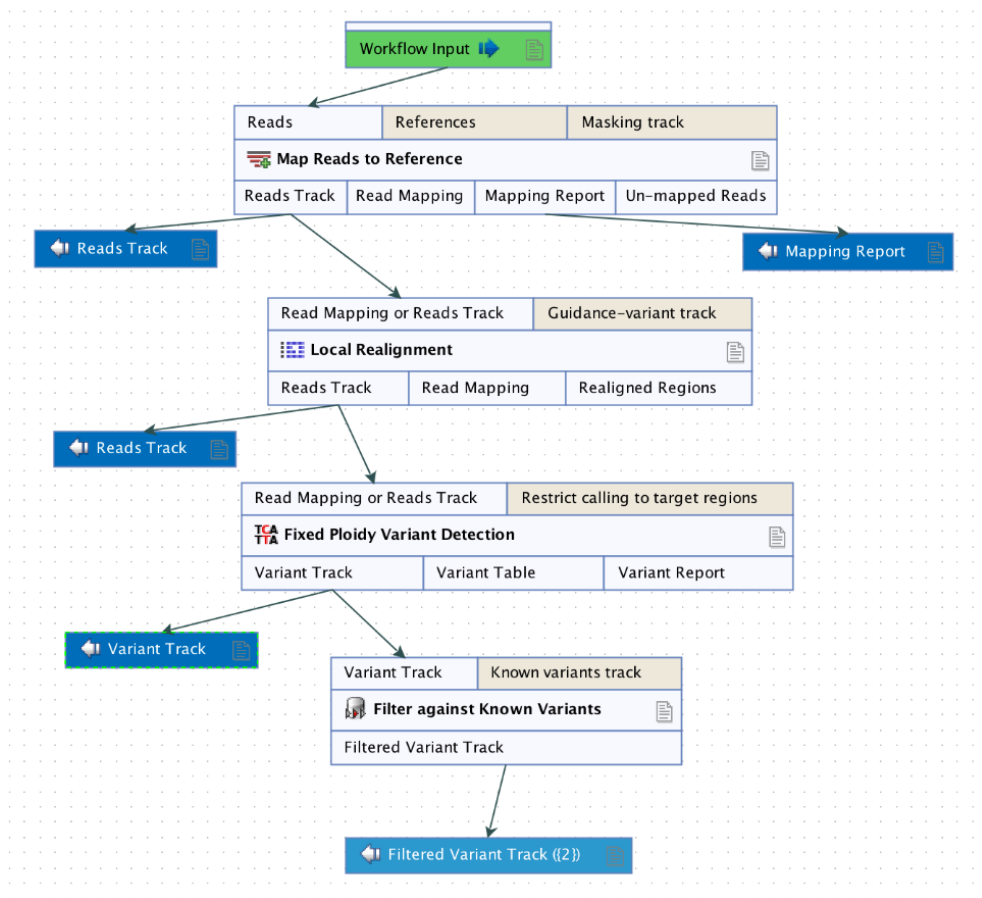 Workflow Input
Reads References Masking track
Map Reads to Reference
Reads Track Read Mapping Mapping Report Un-mapped Reads
Reads Track Mapping Report
Read Mapping or Reads Track Guidance-variant track
Local Realignment
Reads Track Read Mapping Realigned Regions
Reads Track
Read Mapping or Reads Track Restrict calling to target regions
TCA
TTA
Fixed Ploidy Variant Detection
Variant Track Variant Table Variant Report
Variant Track
Variant Track Known variants track
Filter against Known Variants
Filtered Variant Track
Filtered Variant Track ({2})